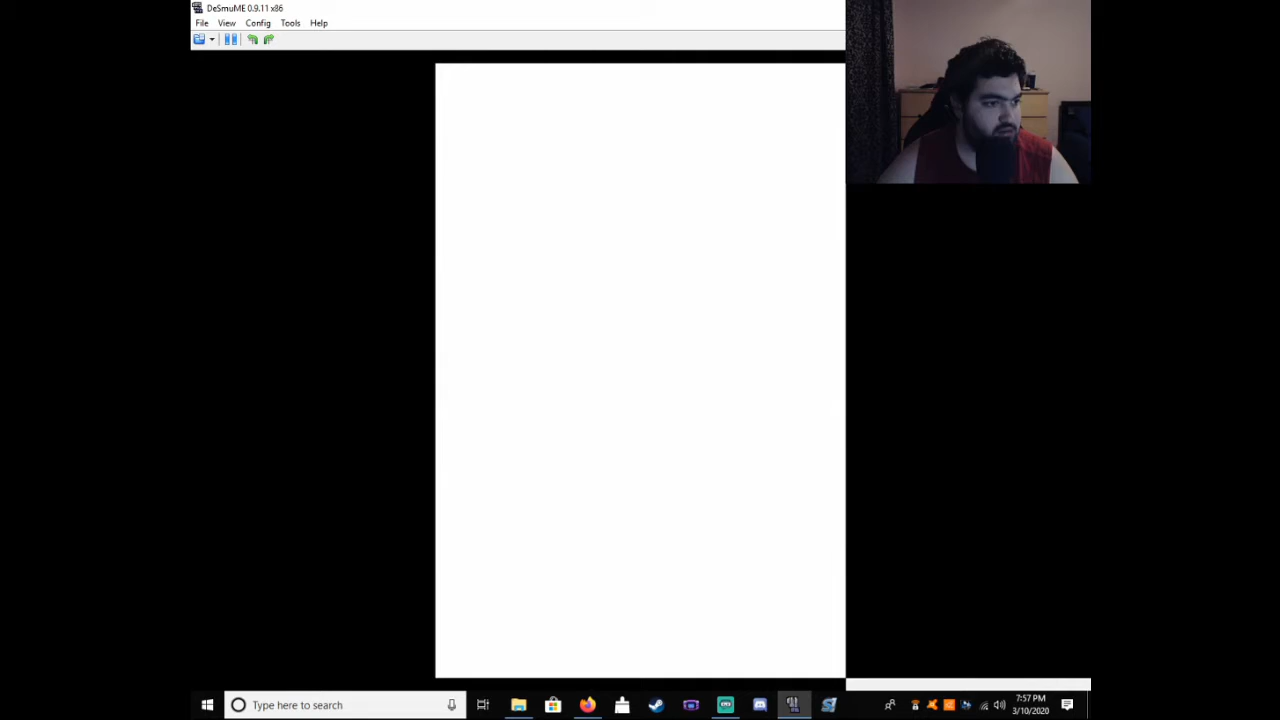 DeSmuME 0.9.11 x86
File View Config Tools Help
Type here to search
7:57 PM
3/10/2020